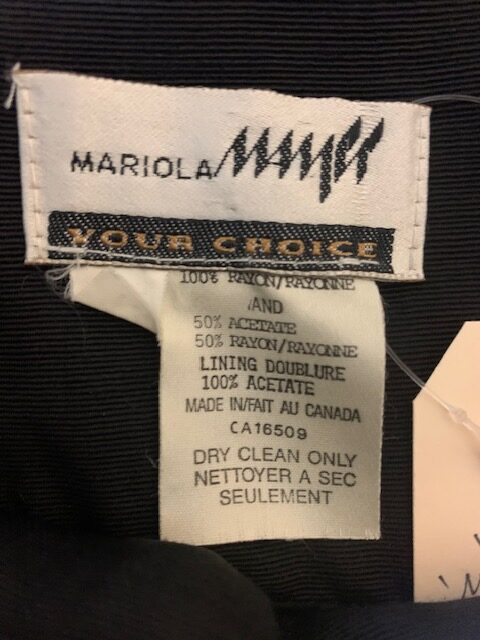 MARIOLA Mayer
YOUR CHOICE
100% RAYON/RAYONNE
AND
50% ACETATE
50% RAYON/RAYONNE
LINING DOUBLURE
100% ACETATE
MADE IN/FAIT AU CANADA
CA16509
DRY CLEAN ONLY
NETTOYER A SEC
SEULEMENT